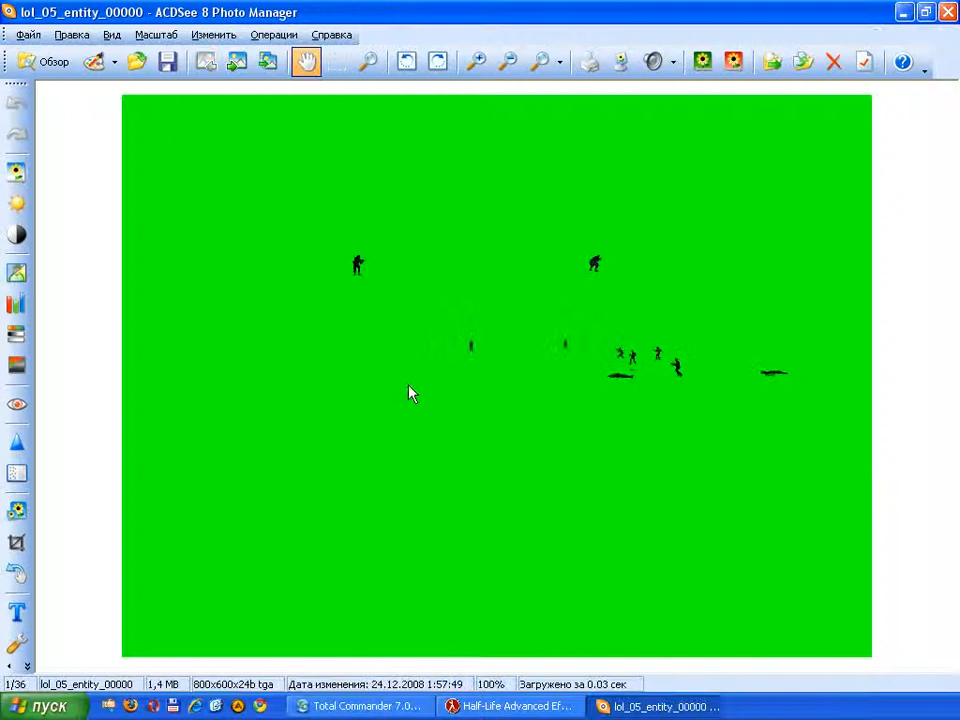 lol_05_entity_00000 - ACDSee 8 Photo Manager
Файл Правка Вид Масштаб Изменить Операции Справка
Обзор
1/36 lol_05_entity_00000 1,4 MB 800x600x24b tga Дата изменения: 24.12.2008 1:57:49 100% Загружено за 0.03 сек
пуск Total Commander 7.0... Half-Life Advanced Ef... lol_05_entity_00000 ...